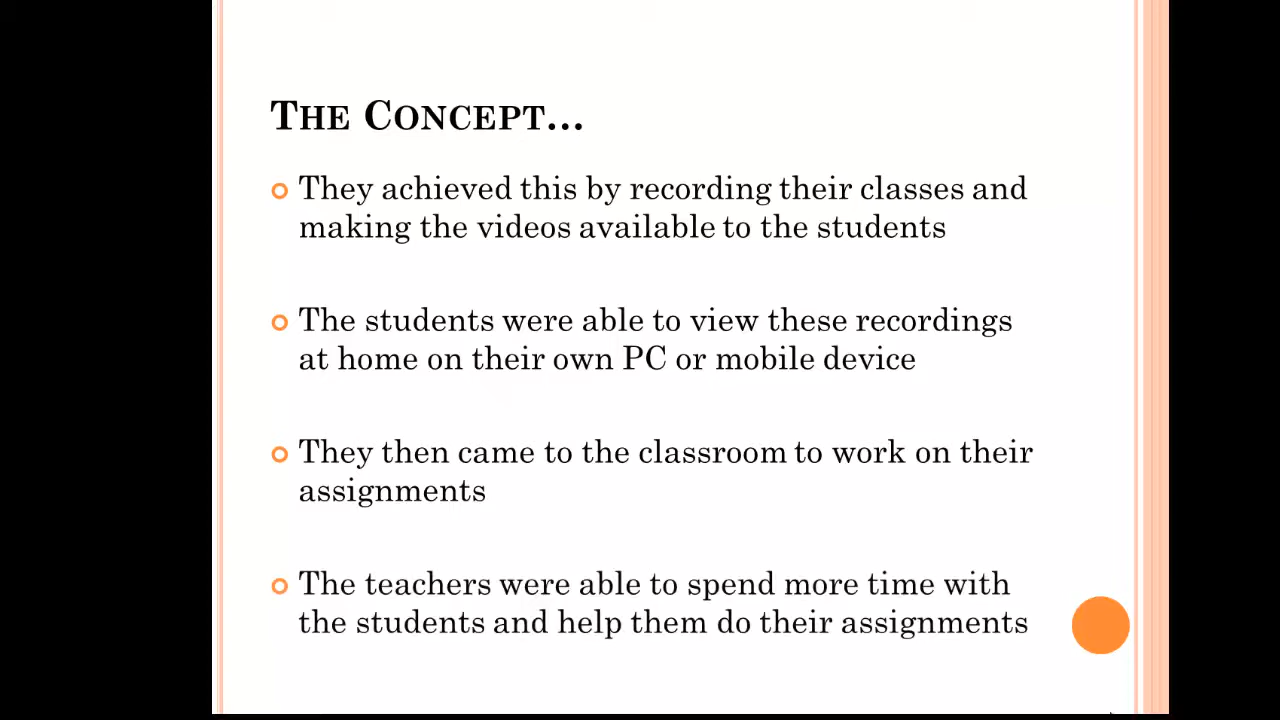 THE CONCEPT...
They achieved this by recording their classes and
making the videos available to the students
The students were able to view these recordings
at home on their own PC or mobile device
They then came to the classroom to work on their
assignments
The teachers were able to spend more time with
the students and help them do their assignments